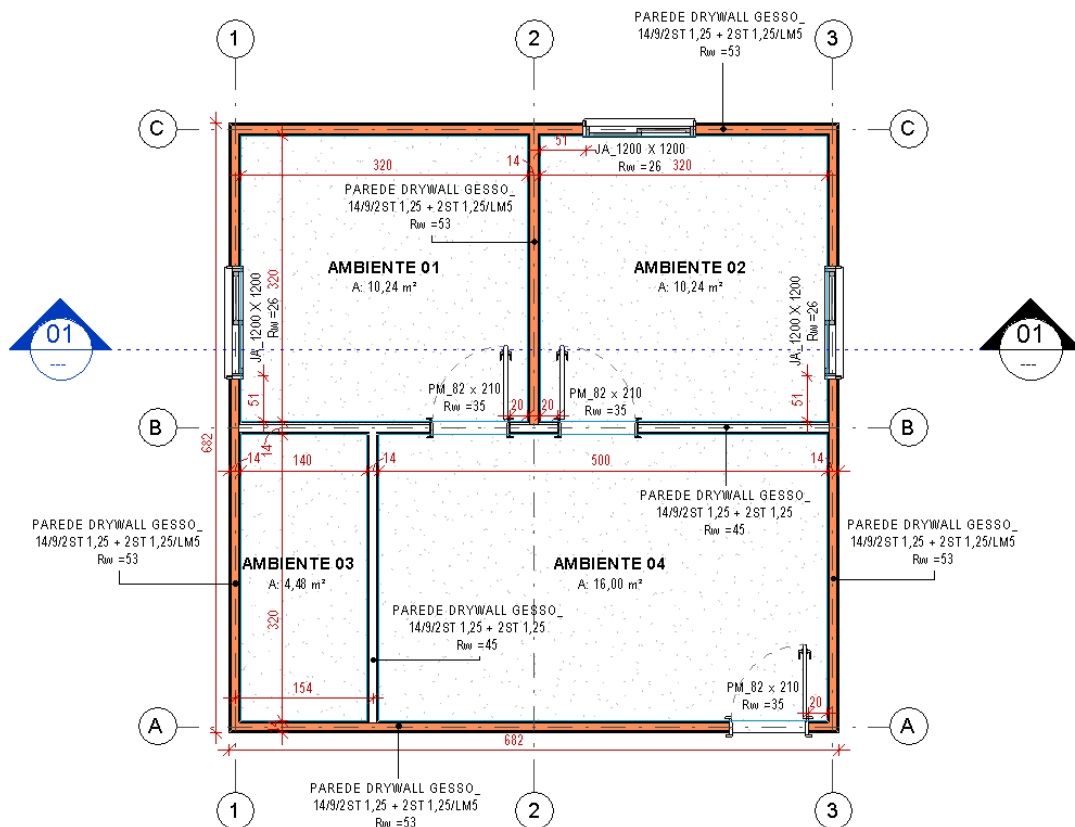 PAREDE DRYWALL GESSO_
14/9/2ST 1,25 + 2ST 1,25/LM5
Rw =53
1
2
3
C
C
51
JA_1200 X 1200
Rw =26
320
14
320
PAREDE DRYWALL GESSO_
14/9/2ST 1,25 + 2ST 1,25/LM5
Rw =53
AMBIENTE 01
A: 10,24 m²
AMBIENTE 02
A: 10,24 m²
JA_1200 X 1200
Rw =26
320
JA_1200 X 1200
Rw =26
01
---
01
---
51
PM_82 x 210
Rw =35
20
20
PM_82 x 210
Rw =35
51
B
B
682
14
14
140
14
500
14
PAREDE DRYWALL GESSO_
14/9/2ST 1,25 + 2ST 1,25
Rw =45
PAREDE DRYWALL GESSO_
14/9/2ST 1,25 + 2ST 1,25/LM5
Rw =53
PAREDE DRYWALL GESSO_
14/9/2ST 1,25 + 2ST 1,25/LM5
Rw =53
AMBIENTE 03
A: 4,48 m²
AMBIENTE 04
A: 16,00 m²
320
PAREDE DRYWALL GESSO_
14/9/2ST 1,25 + 2ST 1,25
Rw =45
154
PM_82 x 210
Rw =35
20
A
A
682
PAREDE DRYWALL GESSO_
14/9/2ST 1,25 + 2ST 1,25/LM5
Rw =53
1
2
3